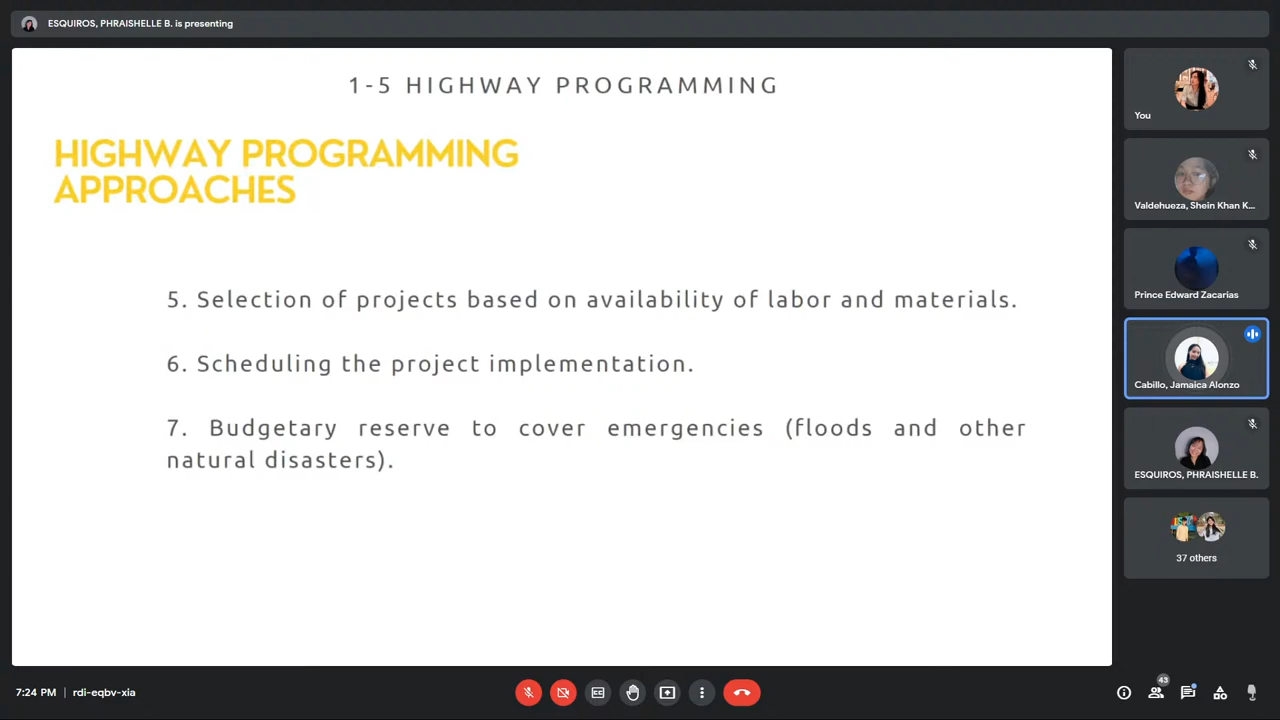 ESQUIROS, PHRAISHELLE B. is presenting
1-5 HIGHWAY PROGRAMMING
HIGHWAY PROGRAMMING
APPROACHES
5. Selection of projects based on availability of labor and materials.
6. Scheduling the project implementation.
7. Budgetary reserve to cover emergencies (floods and other
natural disasters).
You
Valdehueza, Shein Khan K...
Prince Edward Zacarias
Cabillo, Jamaica Alonzo
ESQUIROS, PHRAISHELLE B.
37 others
7:24 PM | rdi-eqbv-xia
43